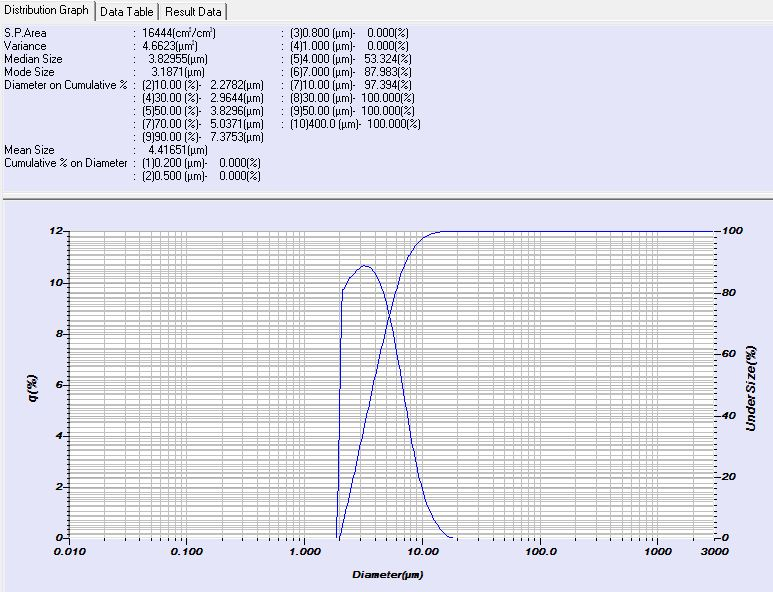 Distribution Graph Data Table Result Data
S.P.Area : 16444(cm²/cm³) : (3)0.800 (µm)- 0.000(%)
Variance : 4.6623(µm²) : (4)1.000 (µm)- 0.000(%)
Median Size : 3.82955(µm) : (5)4.000 (µm)- 53.324(%)
Mode Size : 3.1871(µm) : (6)7.000 (µm)- 87.983(%)
Diameter on Cumulative % : (2)10.00 (%)- 2.2782(µm) : (7)10.00 (µm)- 97.394(%)
: (4)30.00 (%)- 2.9644(µm) : (8)30.00 (µm)- 100.000(%)
: (5)50.00 (%)- 3.8296(µm) : (9)50.00 (µm)- 100.000(%)
: (7)70.00 (%)- 5.0371(µm) : (10)400.0 (µm)- 100.000(%)
: (9)90.00 (%)- 7.3753(µm)
Mean Size : 4.41651(µm)
Cumulative % on Diameter : (1)0.200 (µm)- 0.000(%)
: (2)0.500 (µm)- 0.000(%)
12
10
8
6
4
2
0
q(%)
100
80
60
40
20
0
UnderSize(%)
0.010 0.100 1.000 10.00 100.0 1000 3000
Diameter(µm)